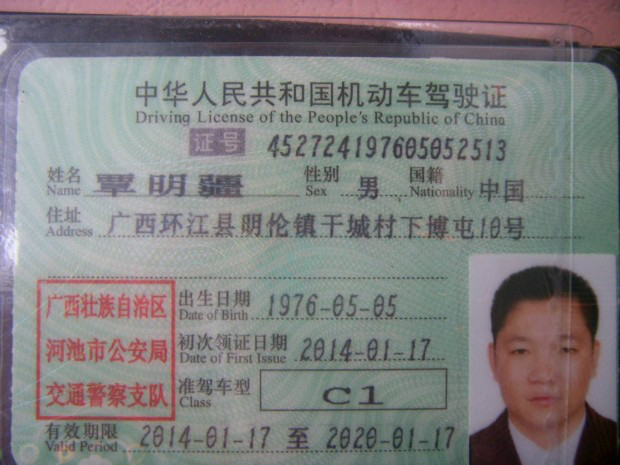 中华人民共和国机动车驾驶证
Driving License of the People's Republic of China
证号 452724197605052513
姓名 Name 覃明疆 性别 Sex 男 国籍 Nationality 中国
住址 Address 广西环江县明伦镇干城村下博屯10号
出生日期 Date of Birth 1976-05-05
初次领证日期 Date of First Issue 2014-01-17
准驾车型 Class C1
广西壮族自治区
河池市公安局
交通警察支队
有效期限 Valid Period 2014-01-17 至 2020-01-17